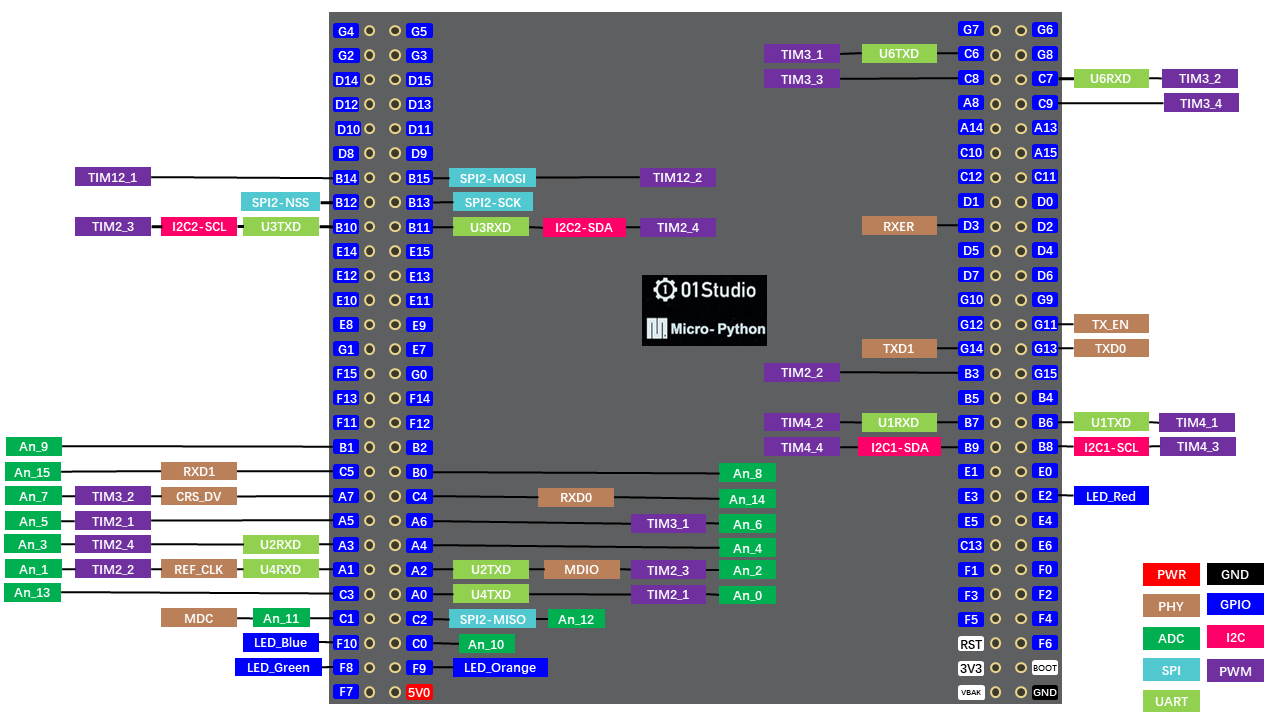 G4 G5 G7 G6
G2 G3 TIM3_1 U6TXD C6 G8
D14 D15 TIM3_3 C8 C7 U6RXD TIM3_2
D12 D13 A8 C9 TIM3_4
D10 D11 A14 A13
D8 D9 C10 A15
TIM12_1 B14 B15 SPI2-MOSI TIM12_2 C12 C11
SPI2-NSS B12 B13 SPI2-SCK D1 D0
TIM2_3 I2C2-SCL U3TXD B10 B11 U3RXD I2C2-SDA TIM2_4 RXER D3 D2
E14 E15 D5 D4
E12 E13 D7 D6
01Studio
E10 E11 G10 G9
E8 E9 Micro-Python G12 G11 TX_EN
G1 E7 TXD1 G14 G13 TXD0
F15 G0 TIM2_2 B3 G15
F13 F14 B5 B4
F11 F12 TIM4_2 U1RXD B7 B6 U1TXD TIM4_1
An_9 B1 B2 TIM4_4 I2C1-SDA B9 B8 I2C1-SCL TIM4_3
An_15 RXD1 C5 B0 An_8 E1 E0
An_7 TIM3_2 CRS_DV A7 C4 RXD0 An_14 E3 E2 LED_Red
An_5 TIM2_1 A5 A6 TIM3_1 An_6 E5 E4
An_3 TIM2_4 U2RXD A3 A4 An_4 C13 E6
An_1 TIM2_2 REF_CLK U4RXD A1 A2 U2TXD MDIO TIM2_3 An_2 F1 F0 PWR GND
An_13 C3 A0 U4TXD TIM2_1 An_0 F3 F2 PHY GPIO
MDC An_11 C1 C2 SPI2-MISO An_12 F5 F4
LED_Blue F10 C0 An_10 RST F6 ADC I2C
LED_Green F8 F9 LED_Orange 3V3 BOOT SPI PWM
F7 5V0 VBAK GND UART